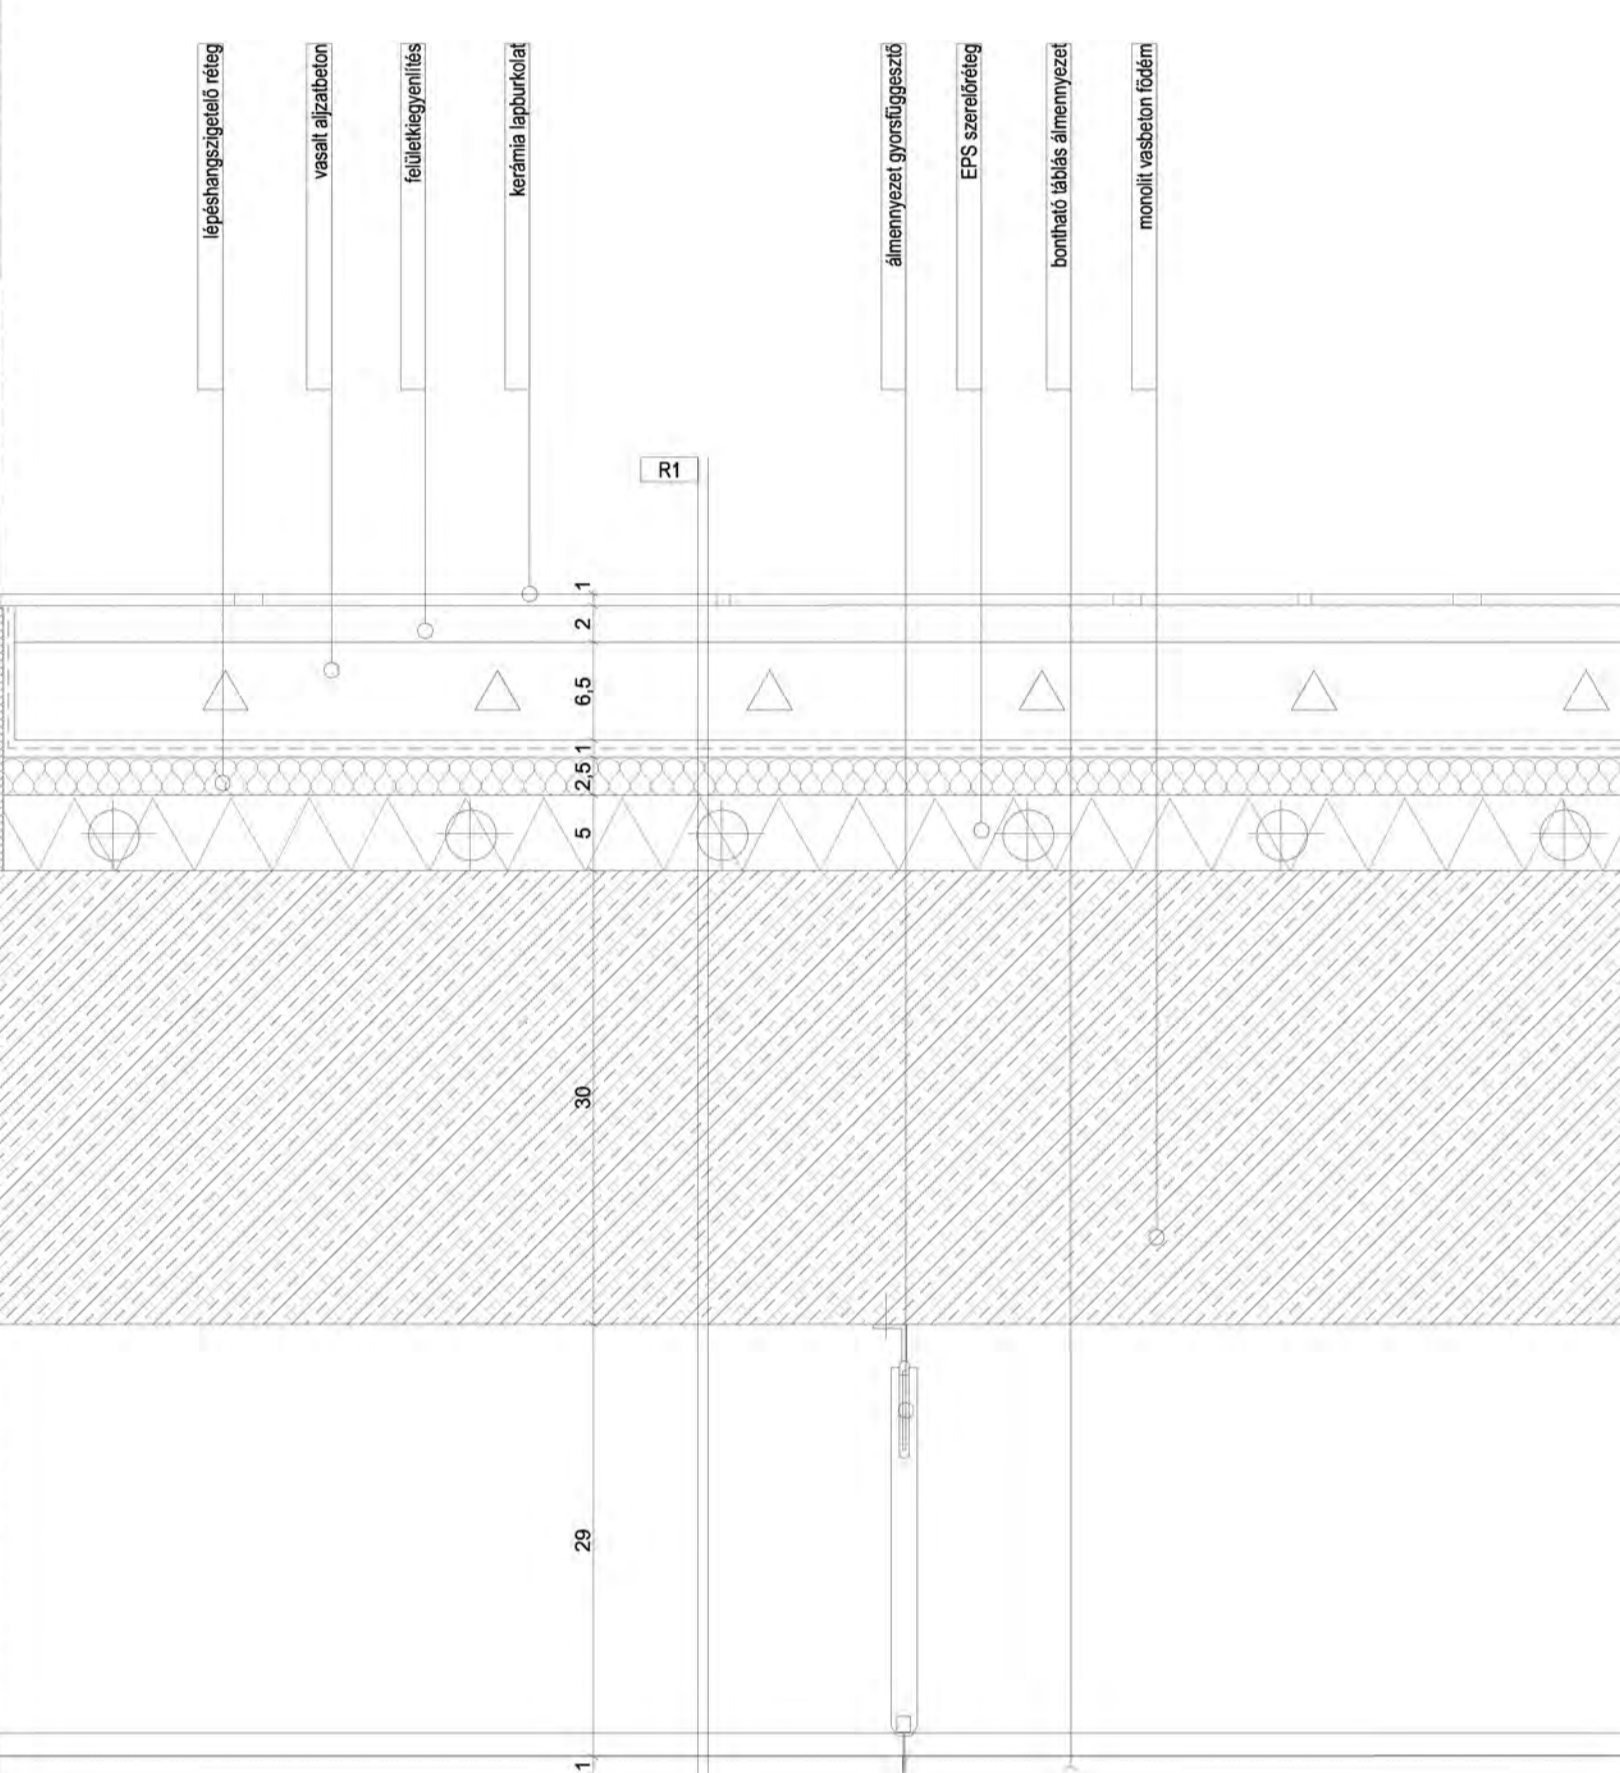 lépéshangszigetelő réteg
vasalt aljzatbeton
felületkiegyenlítés
kerámia lapburkolat
álmennyezet gyorsfüggesztő
EPS szerelőréteg
bontható táblás álmennyezet
monolit vasbeton födém
R1
1
2
6,5
1
2,5
5
30
29
1